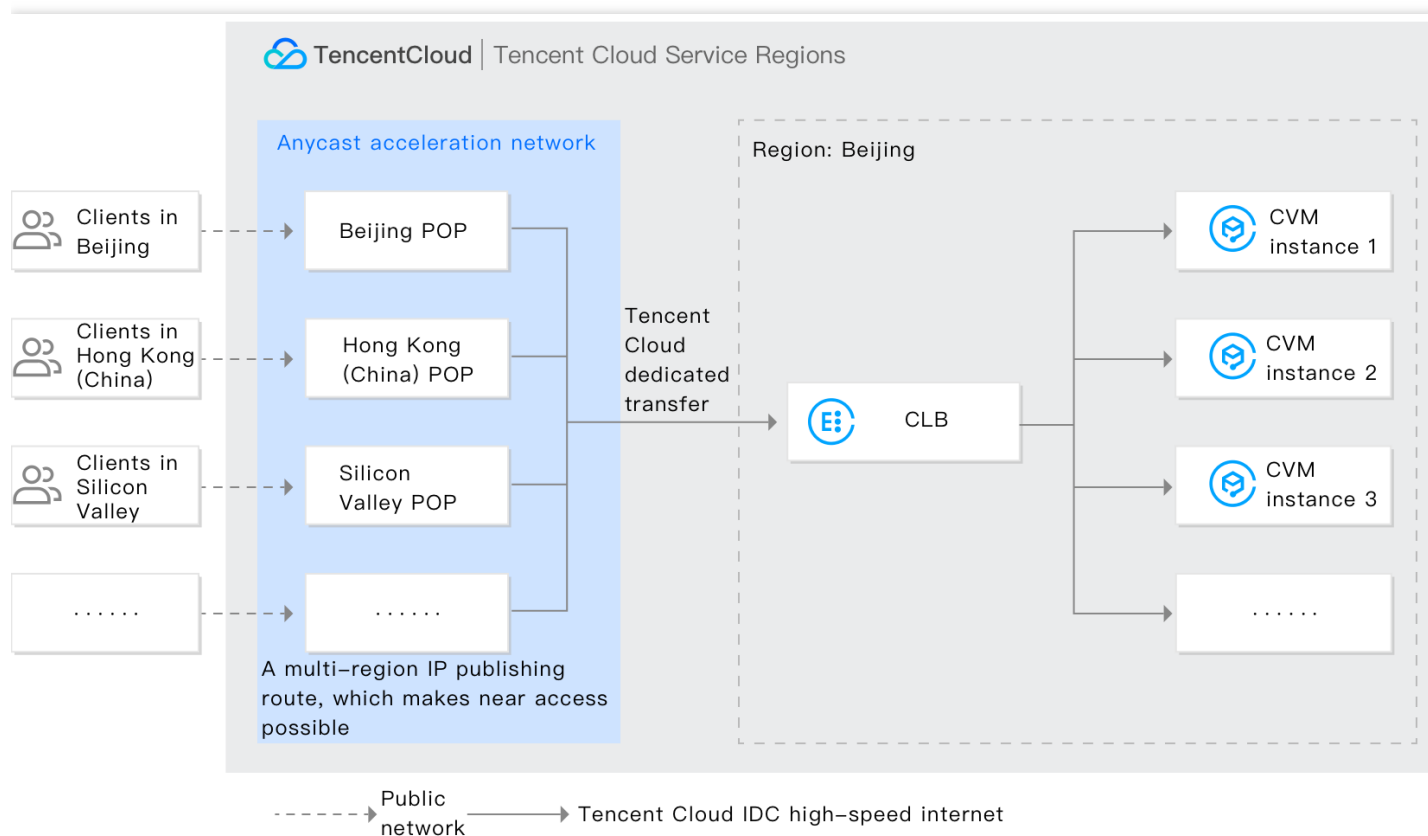 TencentCloud | Tencent Cloud Service Regions
Anycast acceleration network
Region: Beijing
Clients in
Beijing
Beijing POP
CVM
instance 1
Clients in
Hong Kong
(China)
Hong Kong
(China) POP
Tencent
Cloud
dedicated
transfer
CVM
instance 2
CLB
Clients in
Silicon
Valley
Silicon
Valley POP
CVM
instance 3
······
······
······
A multi–region IP publishing
route, which makes near access
possible
Public
network
Tencent Cloud IDC high–speed internet